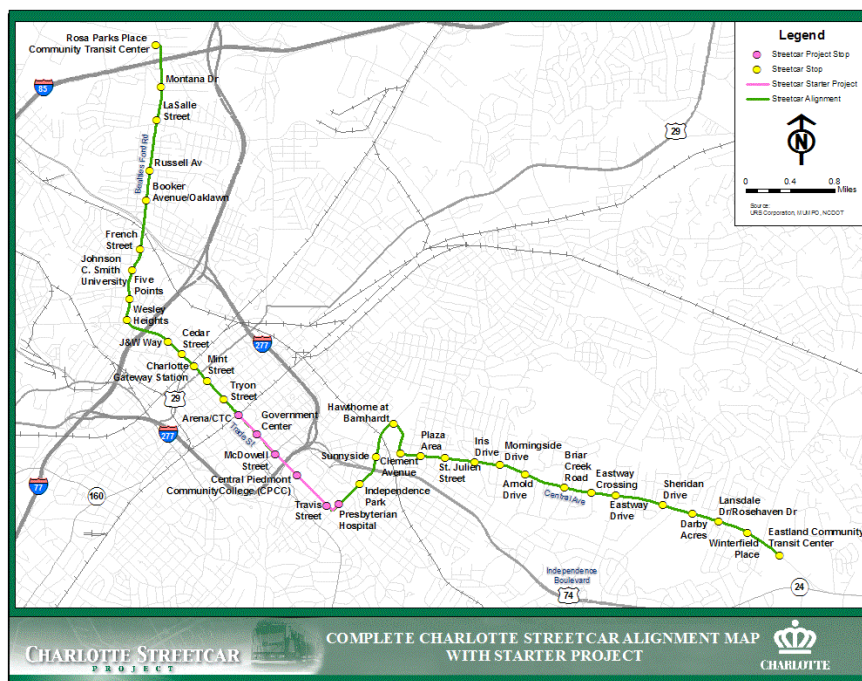 Rosa Parks Place
Community Transit Center
85
Montana Dr
LaSalle
Street
Beatties Ford Rd
Russell Av
Booker
Avenue/Oaklawn
French
Street
Johnson
C. Smith
University
Five
Points
Wesley
Heights
J&W Way
Cedar
Street
Charlotte
Gateway Station
Mint
Street
277
29
Tryon
Street
277
Arena/CTC
Trade St
Government
Center
McDowell
Street
77
160
Central Piedmont
CommunityCollege (CPCC)
Travis
Street
Presbyterian
Hospital
Independence
Park
Sunnyside
Hawthorne at
Barnhardt
Clement
Avenue
Plaza
Area
St. Julien
Street
Iris
Drive
Morningside
Drive
Arnold
Drive
Central Ave
Briar
Creek
Road
Eastway
Crossing
Eastway
Drive
Sheridan
Drive
Darby
Acres
Lansdale
Dr/Rosehaven Dr
Winterfield
Place
Eastland Community
Transit Center
Independence
Boulevard
74
24
29
Legend
Streetcar Project Stop
Streetcar Stop
Streetcar Starter Project
Streetcar Alignment
N
0 0.4 0.8
Miles
Source:
URS Corporation, MUMPO, NCDOT
CHARLOTTE STREETCAR
PROJECT
COMPLETE CHARLOTTE STREETCAR ALIGNMENT MAP
WITH STARTER PROJECT
CHARLOTTE